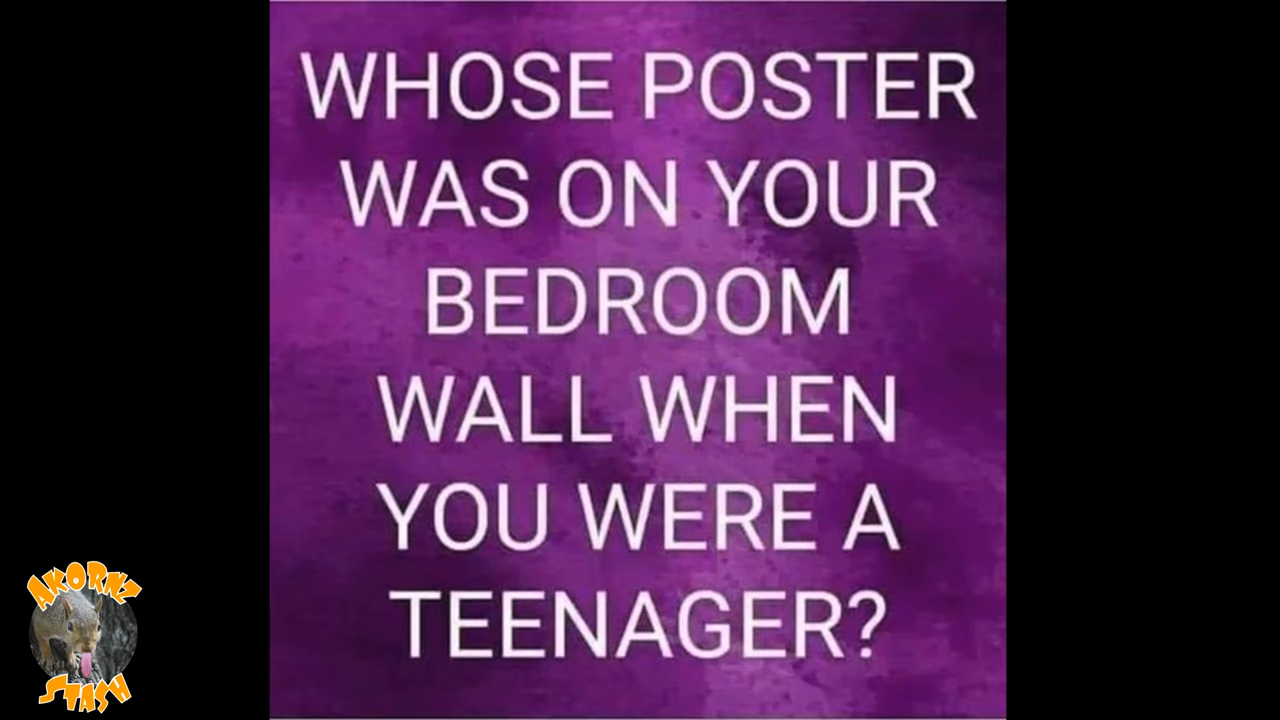 WHOSE POSTER
WAS ON YOUR
BEDROOM
WALL WHEN
YOU WERE A
TEENAGER?
AKORNZ
STASH